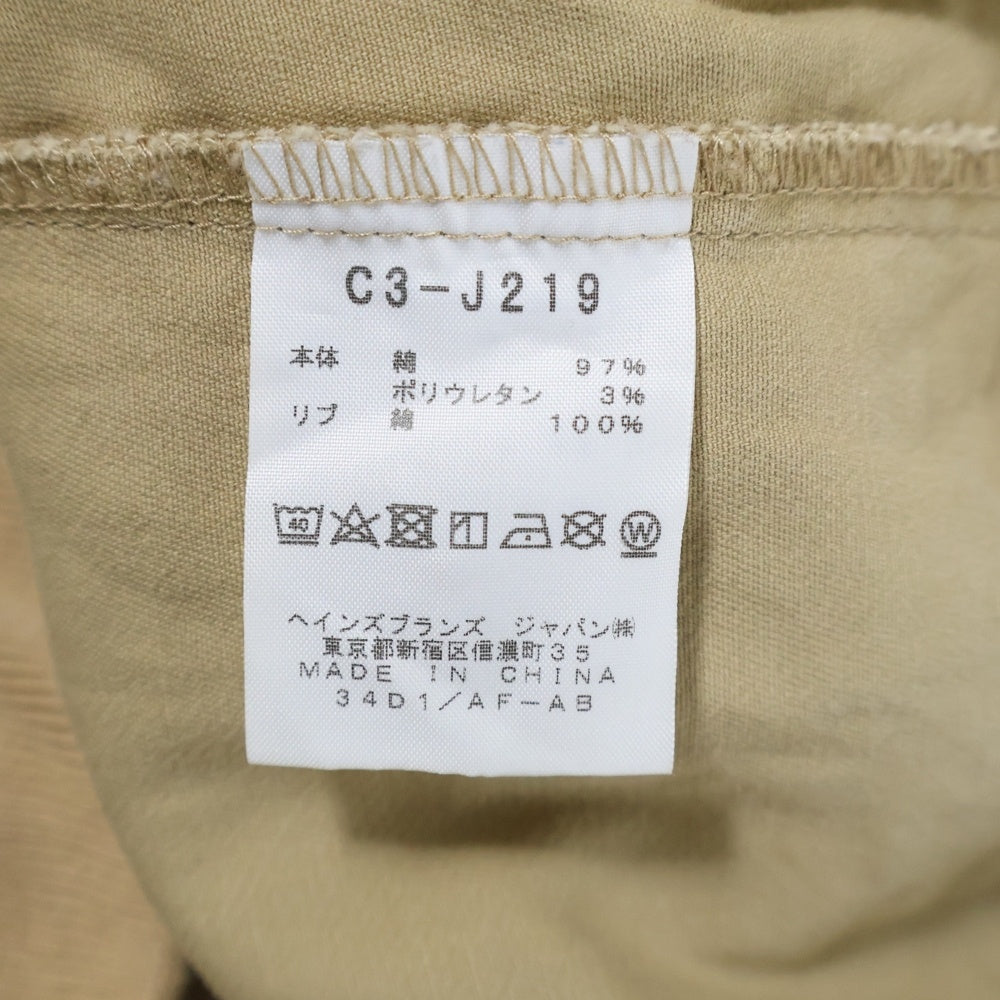 C3-J219
本体 綿 97%
ポリウレタン 3%
リブ 綿 100%
40 W
ヘインズブランズ ジャパン㈱
東京都新宿区信濃町35
MADE IN CHINA
34D1/AF-AB